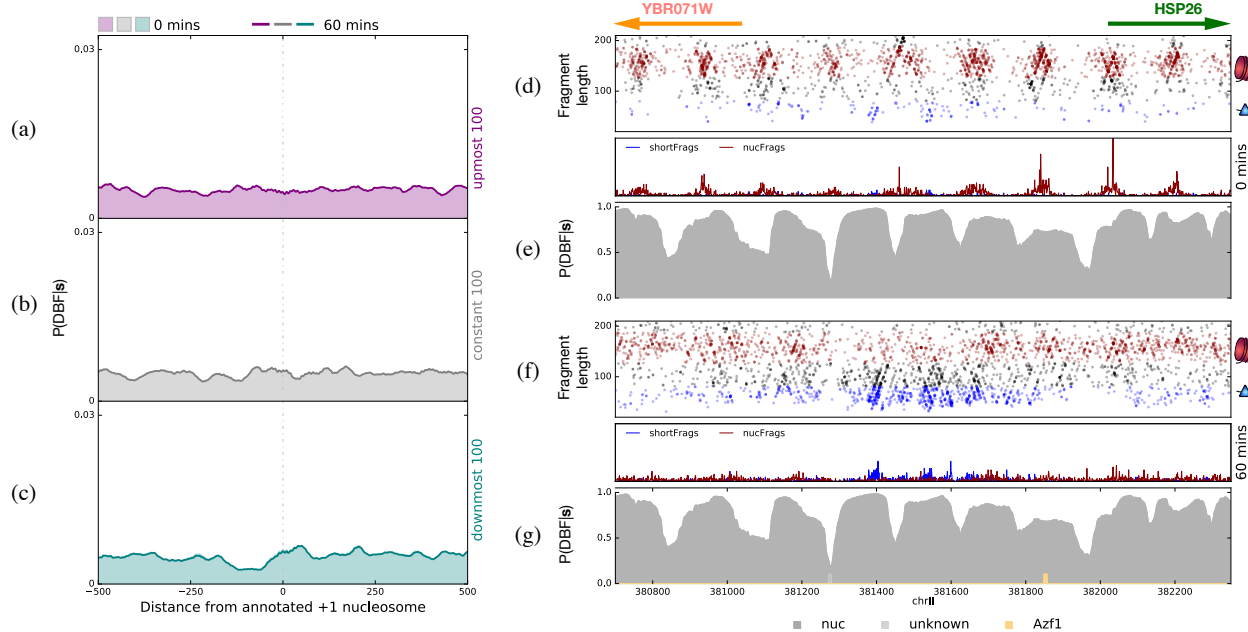 0 mins 60 mins
(a)
0.03
0
upmost 100
(b)
0.03
0
constant 100
P(DBF|s)
(c)
0.03
0
downmost 100
−500 −250 0 250 500
Distance from annotated +1 nucleosome
YBR071W HSP26
(d)
Fragment
length
200
100
shortFrags nucFrags
0 mins
(e)
P(DBF|s)
1.0
0.5
0.0
(f)
Fragment
length
200
100
shortFrags nucFrags
60 mins
(g)
P(DBF|s)
1.0
0.5
0.0
380800 381000 381200 381400 381600 381800 382000 382200
chrII
nuc unknown Azf1